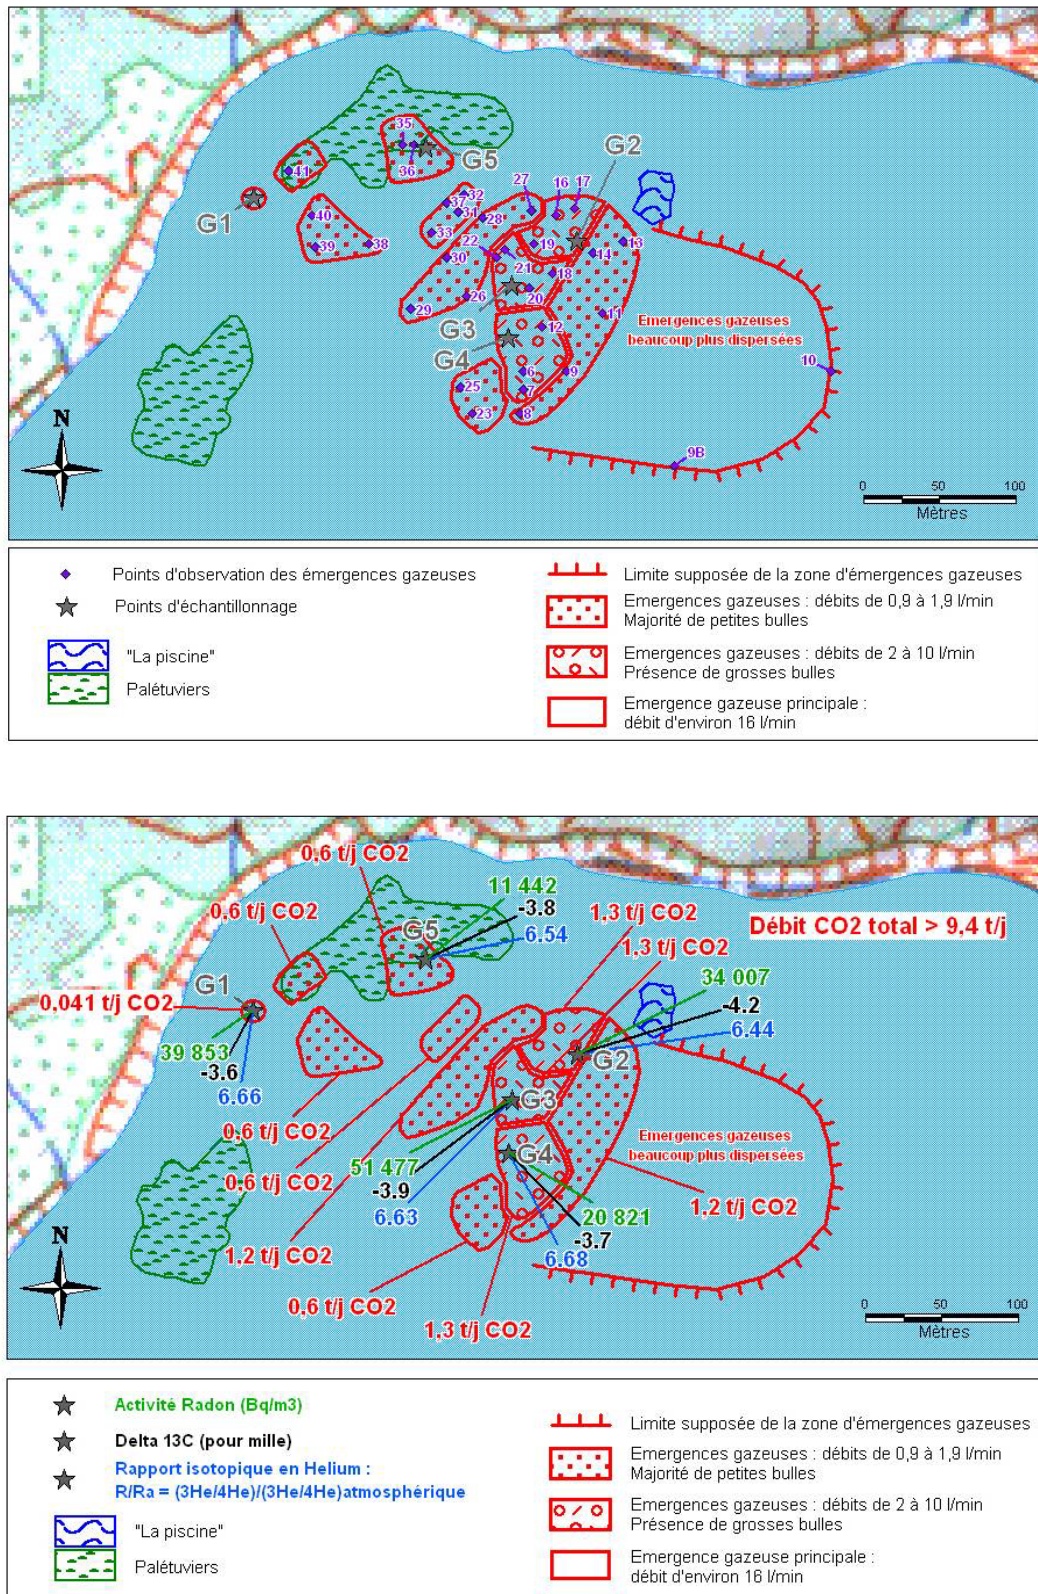 35
36
G5
41
G1
40
39
38
37
32
31
33
28
30
29
26
27
16
17
G2
22
19
21
18
20
G3
G4
13
14
11
12
6
9
7
8
25
23
Emergences gazeuses
beaucoup plus dispersées
10
9B
N
0 50 100
Mètres
Points d'observation des émergences gazeuses
Points d'échantillonnage
"La piscine"
Palétuviers
Limite supposée de la zone d'émergences gazeuses
Emergences gazeuses : débits de 0,9 à 1,9 l/min
Majorité de petites bulles
Emergences gazeuses : débits de 2 à 10 l/min
Présence de grosses bulles
Emergence gazeuse principale :
débit d'environ 16 l/min
0,6 t/j CO2
0,6 t/j CO2
11 442
-3.8
6.54
G5
1,3 t/j CO2
1,3 t/j CO2
Débit CO2 total > 9,4 t/j
34 007
-4.2
6.44
G1
0.041 t/j CO2
39 853
-3.6
6.66
G2
G3
G4
0,6 t/j CO2
0,6 t/j CO2
51 477
-3.9
6.63
Emergences gazeuses
beaucoup plus dispersées
1,2 t/j CO2
20 821
-3.7
6.68
1,2 t/j CO2
0,6 t/j CO2
1,3 t/j CO2
N
0 50 100
Mètres
Activité Radon (Bq/m3)
Delta 13C (pour mille)
Rapport isotopique en Helium :
R/Ra = (3He/4He)/(3He/4He)atmosphérique
"La piscine"
Palétuviers
Limite supposée de la zone d'émergences gazeuses
Emergences gazeuses : débits de 0,9 à 1,9 l/min
Majorité de petites bulles
Emergences gazeuses : débits de 2 à 10 l/min
Présence de grosses bulles
Emergence gazeuse principale :
débit d'environ 16 l/min